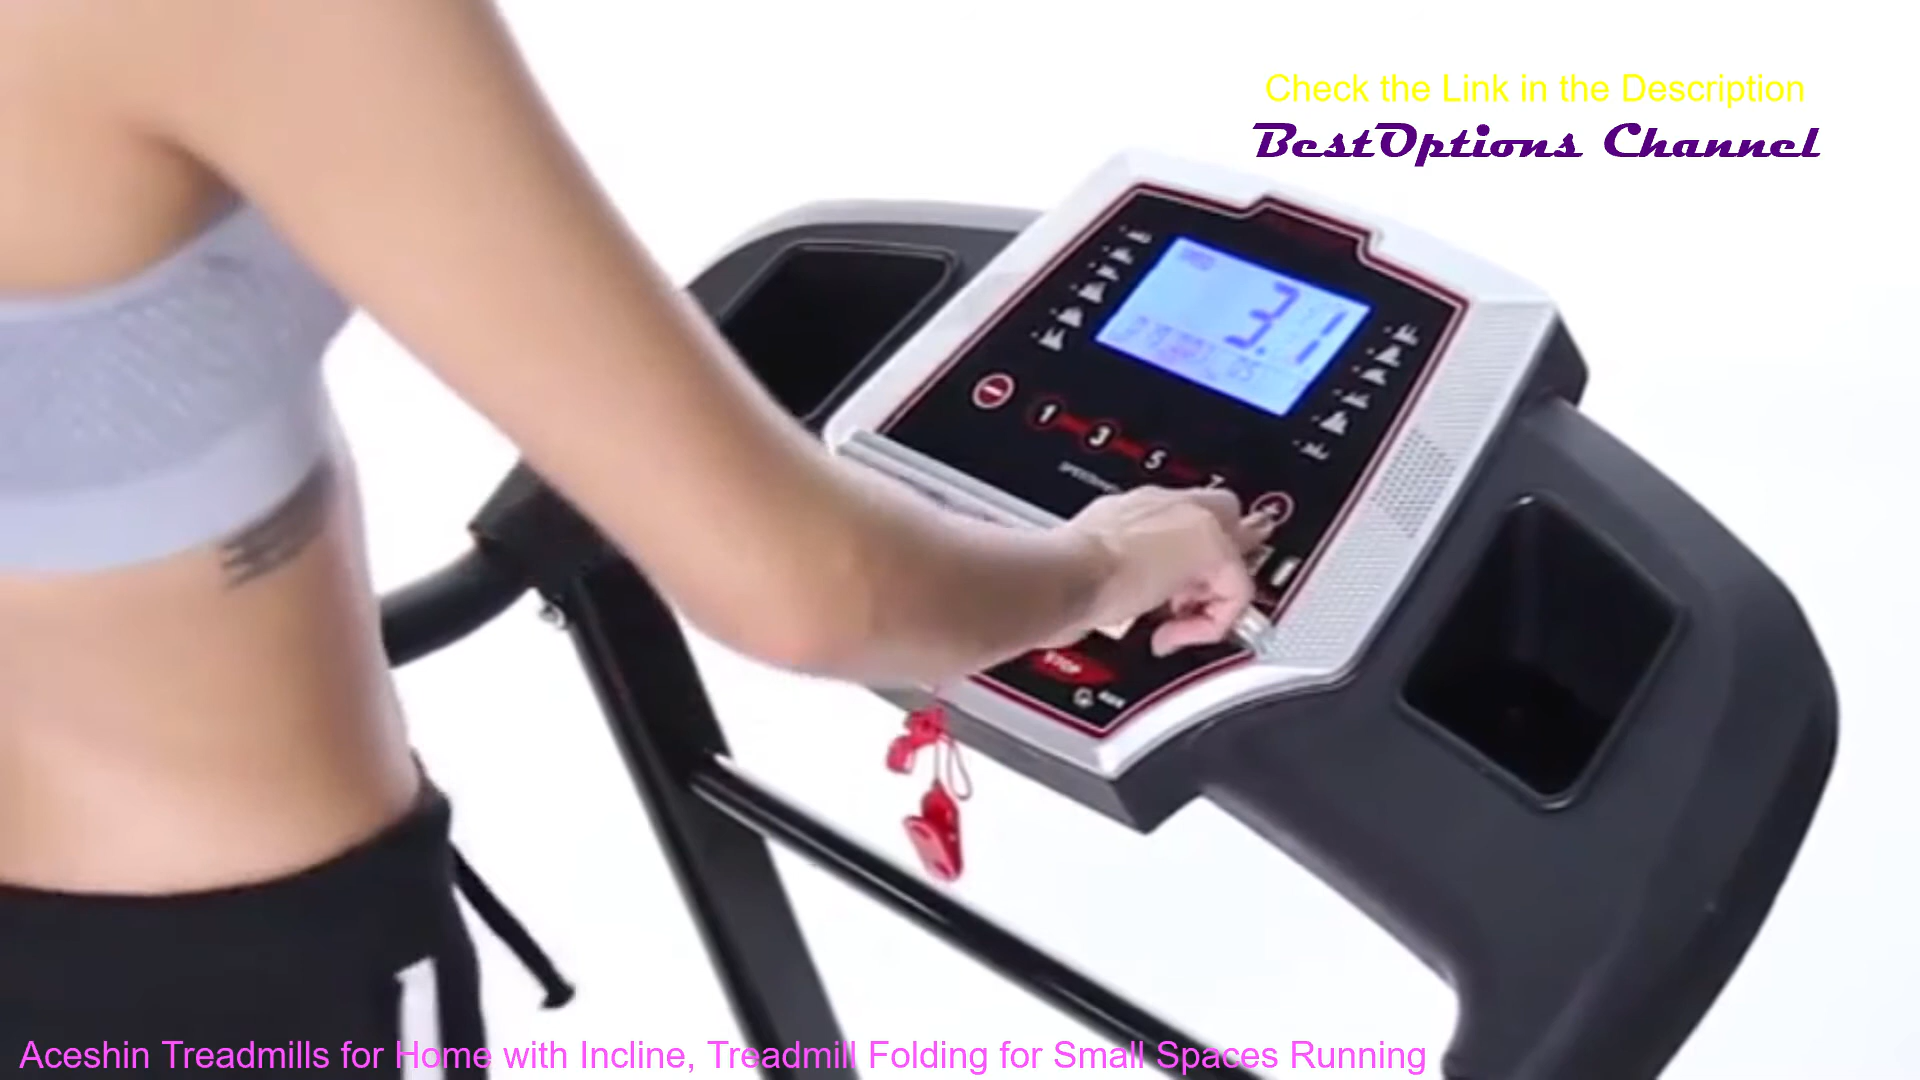 Check the Link in the Description
BestOptions Channel
3.1
1
3
5
7
STOP
Aceshin Treadmills for Home with Incline, Treadmill Folding for Small Spaces Running